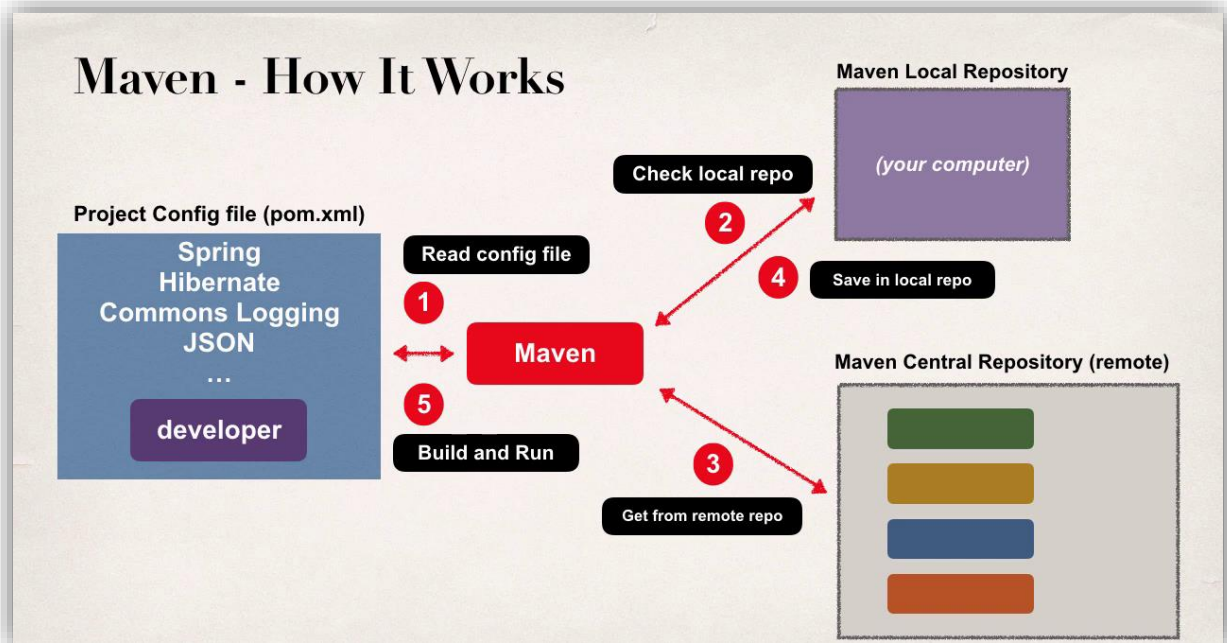 Maven - How It Works
Maven Local Repository
(your computer)
Check local repo
2
Project Config file (pom.xml)
Spring
Hibernate
Commons Logging
JSON
...
developer
Read config file
1
4
Save in local repo
Maven
Maven Central Repository (remote)
5
Build and Run
3
Get from remote repo